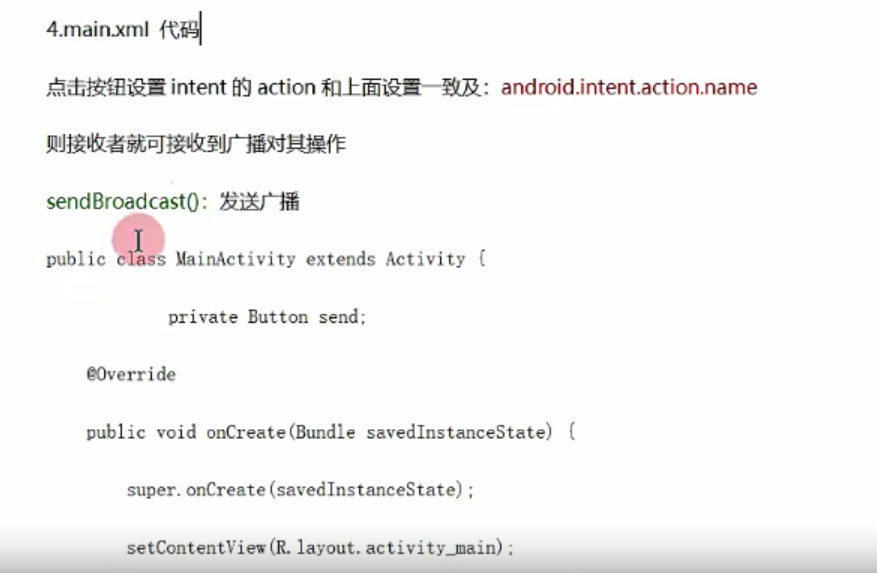 4.main.xml 代码
点击按钮设置 intent 的 action 和上面设置一致及：android.intent.action.name
则接收者就可接收到广播对其操作
sendBroadcast()：发送广播
public class MainActivity extends Activity {
private Button send;
@Override
public void onCreate(Bundle savedInstanceState) {
super.onCreate(savedInstanceState);
setContentView(R.layout.activity_main);